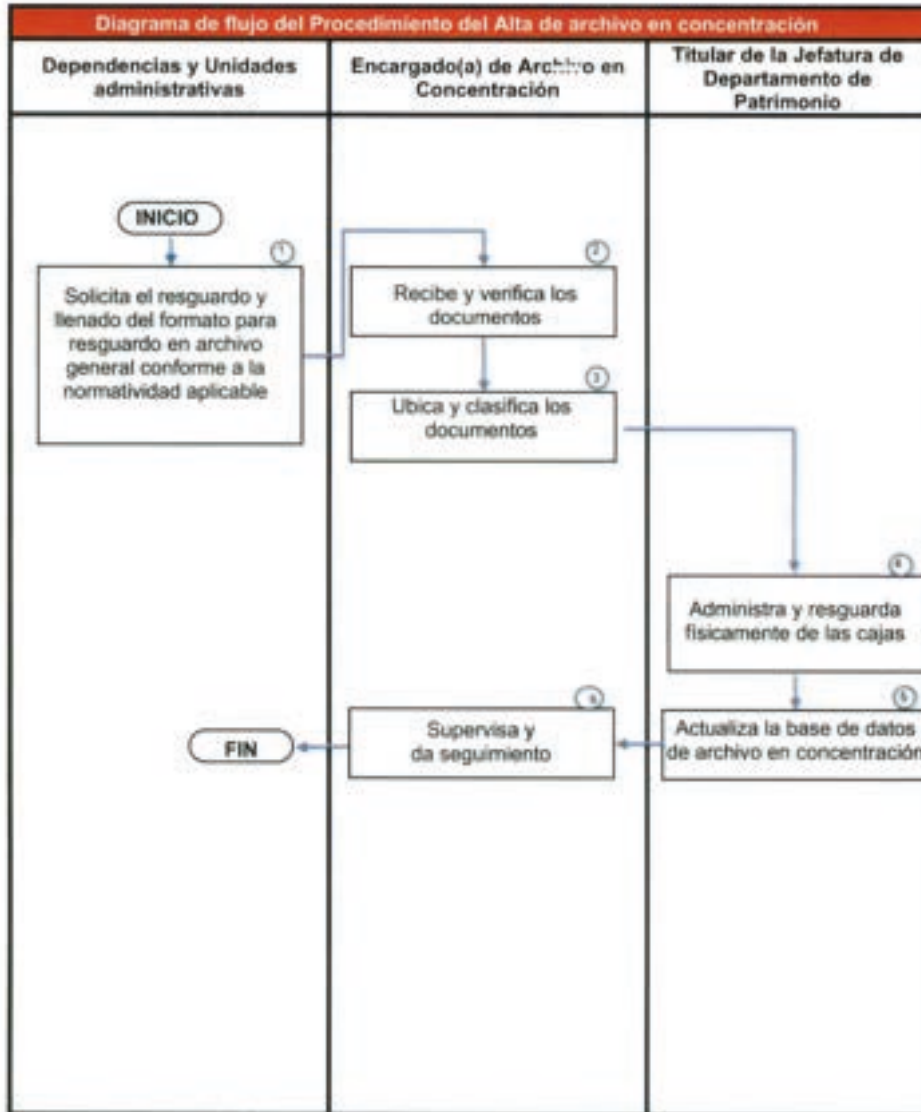 Diagrama de flujo del Procedimiento del Alta de archivo en concentración
Dependencias y Unidades
administrativas
Encargado(a) de Archivo en
Concentración
Titular de la Jefatura de
Departamento de
Patrimonio
INICIO
1
Solicita el resguardo y
llenado del formato para
resguardo en archivo
general conforme a la
normatividad aplicable
2
Recibe y verifica los
documentos
3
Ubica y clasifica los
documentos
Administra y resguarda
físicamente de las cajas
5
Actualiza la base de datos
de archivo en concentración
Supervisa y
da seguimiento
FIN